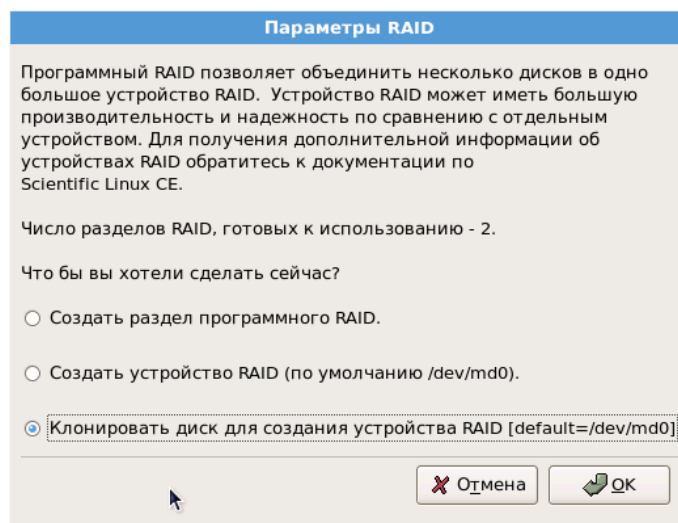 Параметры RAID
Программный RAID позволяет объединить несколько дисков в одно
большое устройство RAID.  Устройство RAID может иметь большую
производительность и надежность по сравнению с отдельным
устройством. Для получения дополнительной информации об
устройствах RAID обратитесь к документации по
Scientific Linux CE.
Число разделов RAID, готовых к использованию - 2.
Что бы вы хотели сделать сейчас?
Создать раздел программного RAID.
Создать устройство RAID (по умолчанию /dev/md0).
Клонировать диск для создания устройства RAID [default=/dev/md0]
Отмена
OK